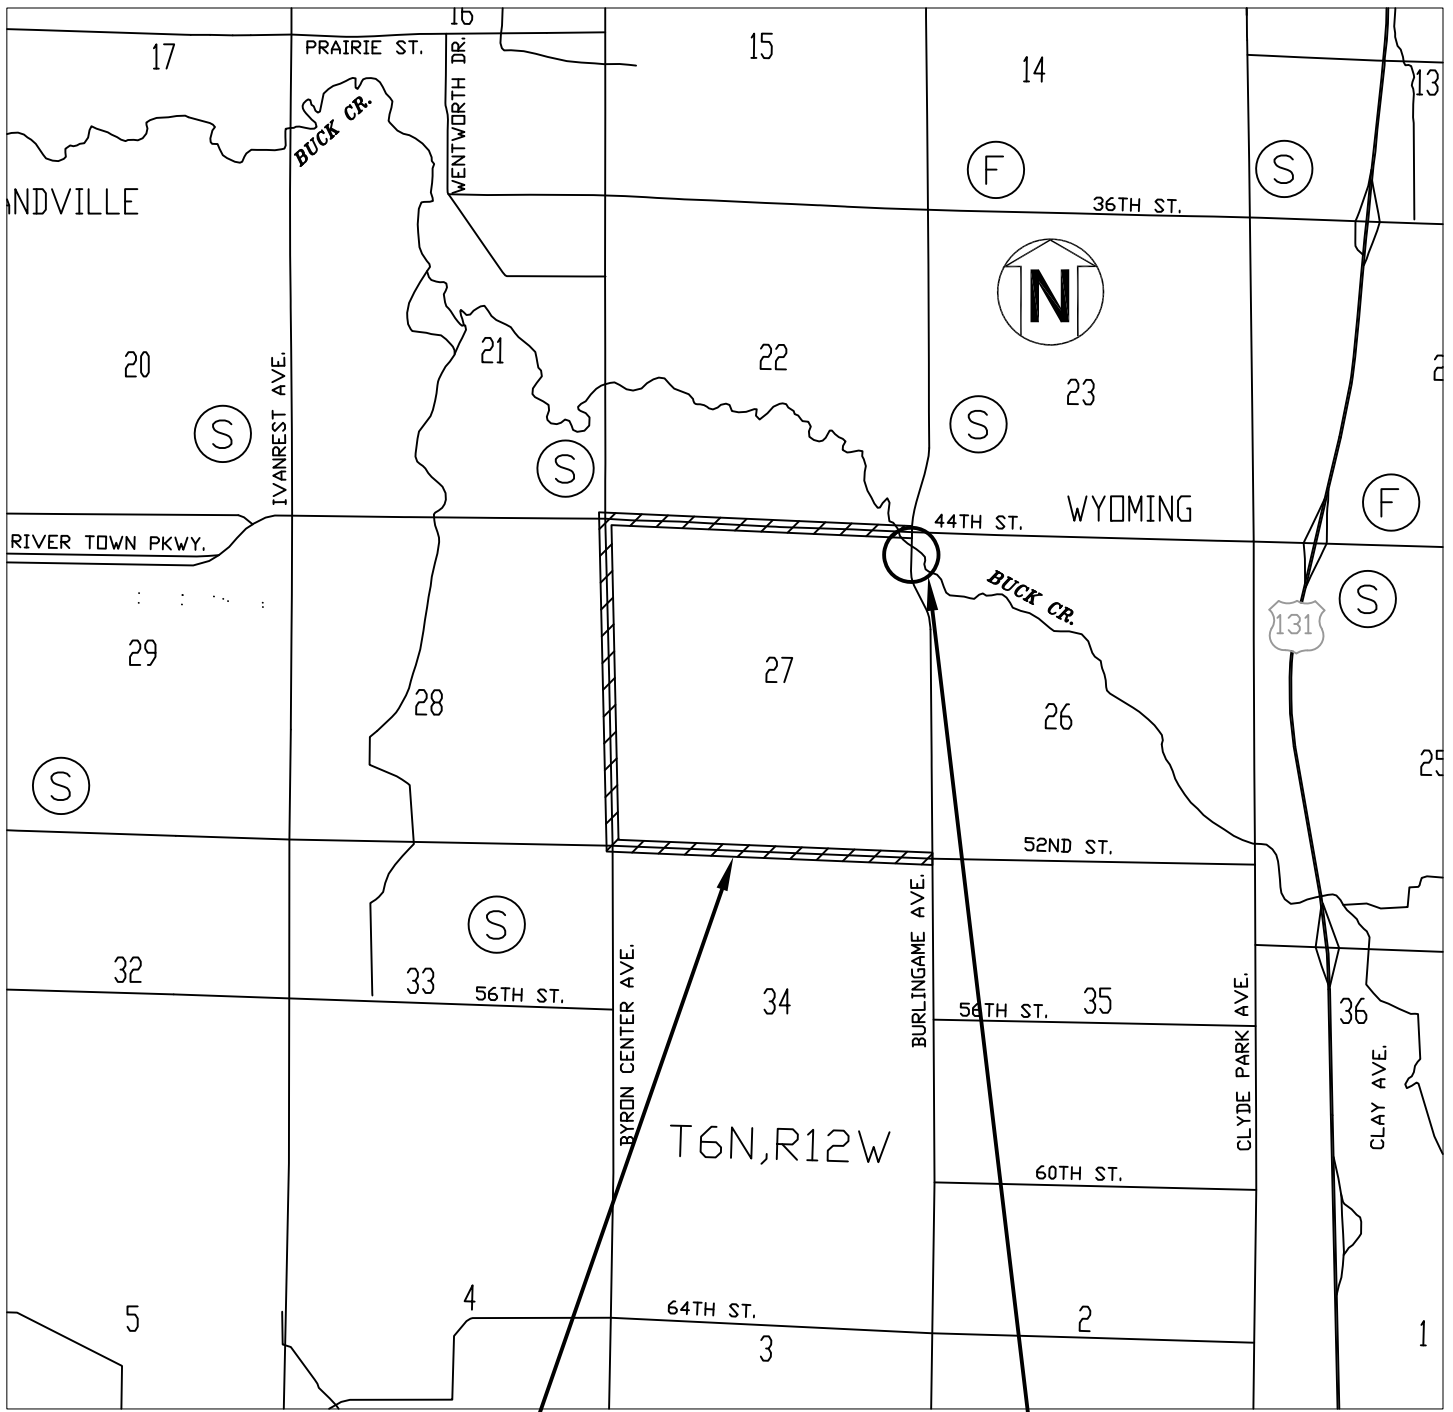 16
17
PRAIRIE ST.
WENTWORTH DR.
15
14
13
BUCK CR.
F
S
ANDVILLE
36TH ST.
N
20
IVANREST AVE.
21
22
23
2
S
S
S
F
WYOMING
44TH ST.
RIVER TOWN PKWY.
BUCK CR.
S
131
29
28
27
26
25
S
52ND ST.
S
BURLINGAME AVE.
BYRON CENTER AVE.
32
33
56TH ST.
34
56TH ST.
35
CLYDE PARK AVE.
36
CLAY AVE.
T6N,R12W
60TH ST.
5
4
64TH ST.
3
2
1